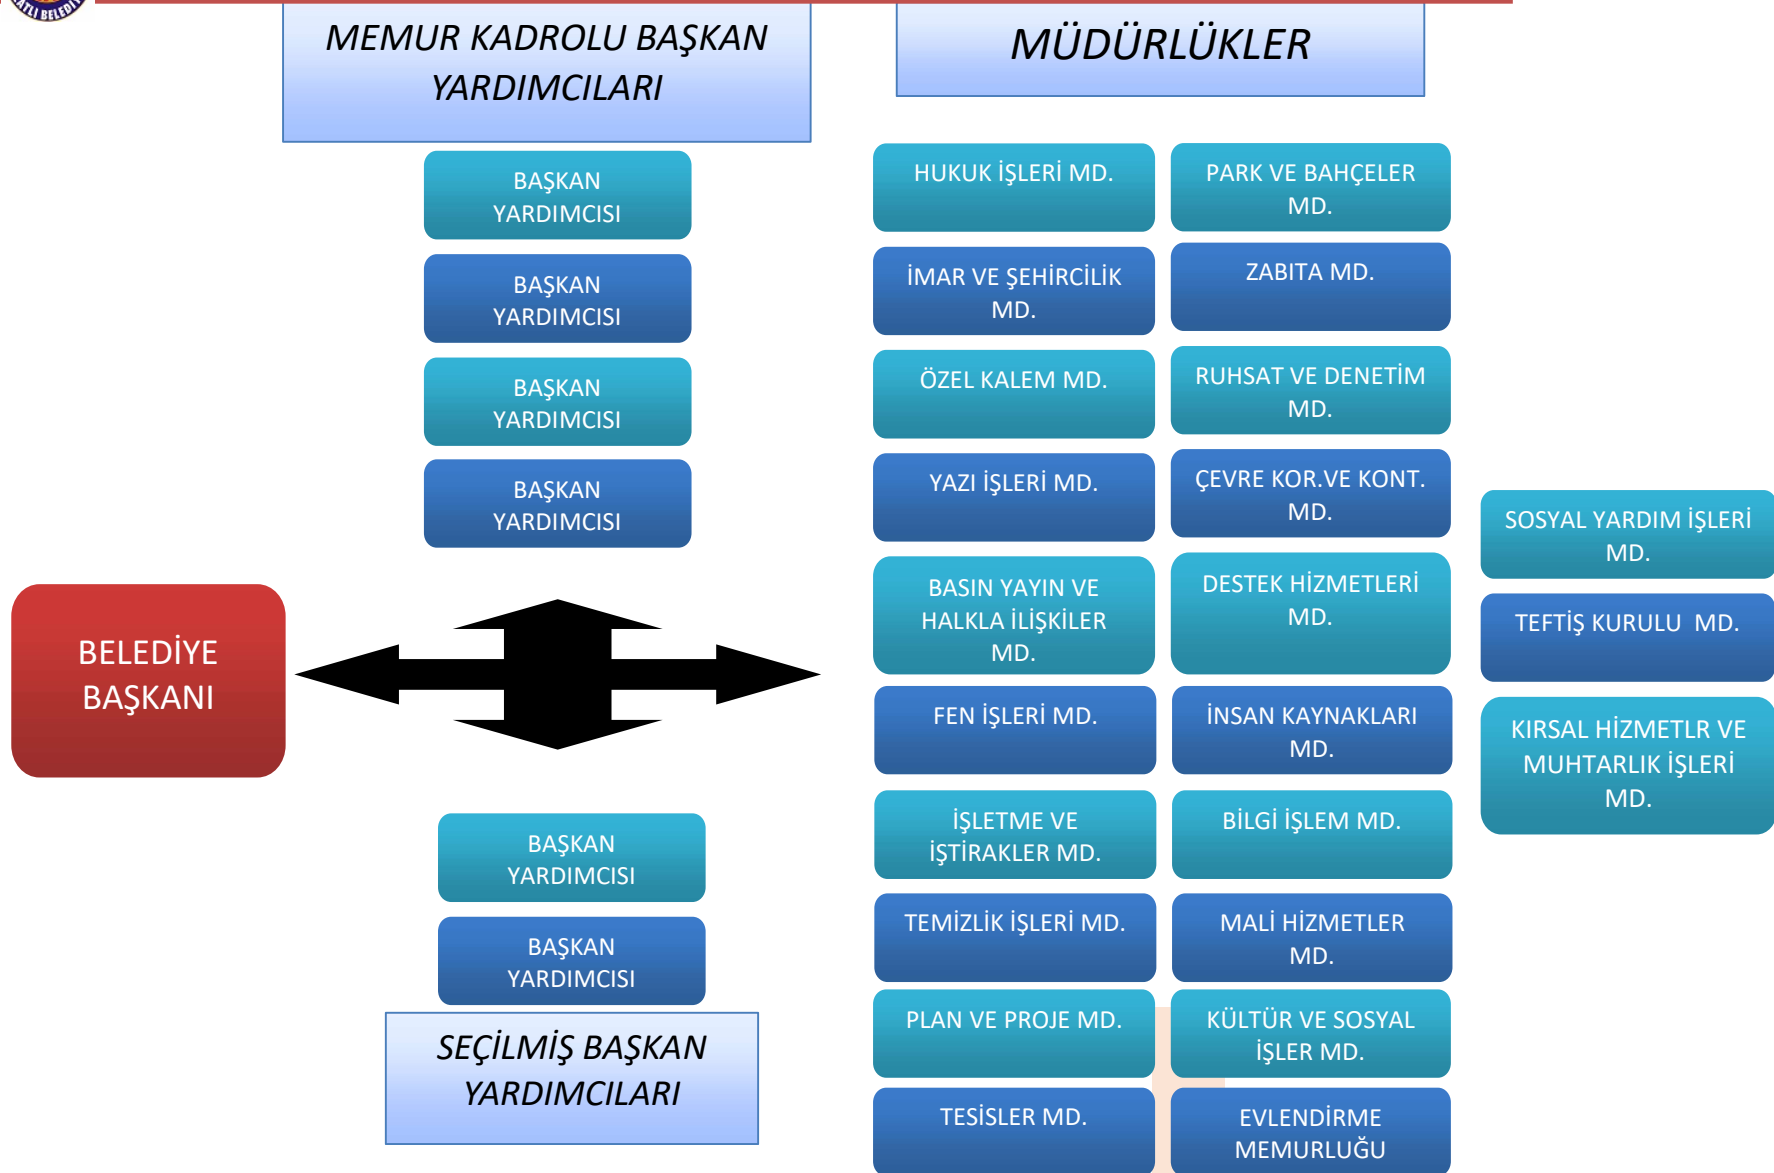 MEMUR KADROLU BAŞKAN
YARDIMCILARI
MÜDÜRLÜKLER
BAŞKAN
YARDIMCISI
BAŞKAN
YARDIMCISI
BAŞKAN
YARDIMCISI
BAŞKAN
YARDIMCISI
BELEDİYE
BAŞKANI
BAŞKAN
YARDIMCISI
BAŞKAN
YARDIMCISI
SEÇİLMİŞ BAŞKAN
YARDIMCILARI
HUKUK İŞLERİ MD.
İMAR VE ŞEHİRCİLİK
MD.
ÖZEL KALEM MD.
YAZI İŞLERİ MD.
BASIN YAYIN VE
HALKLA İLİŞKİLER
MD.
FEN İŞLERİ MD.
İŞLETME VE
İŞTİRAKLER MD.
TEMİZLİK İŞLERİ MD.
PLAN VE PROJE MD.
TESİSLER MD.
PARK VE BAHÇELER
MD.
ZABITA MD.
RUHSAT VE DENETİM
MD.
ÇEVRE KOR.VE KONT.
MD.
DESTEK HİZMETLERİ
MD.
İNSAN KAYNAKLARI
MD.
BİLGİ İŞLEM MD.
MALİ HİZMETLER
MD.
KÜLTÜR VE SOSYAL
İŞLER MD.
EVLENDİRME
MEMURLUĞU
SOSYAL YARDIM İŞLERİ
MD.
TEFTİŞ KURULU  MD.
KIRSAL HİZMETLR VE
MUHTARLIK İŞLERİ
MD.